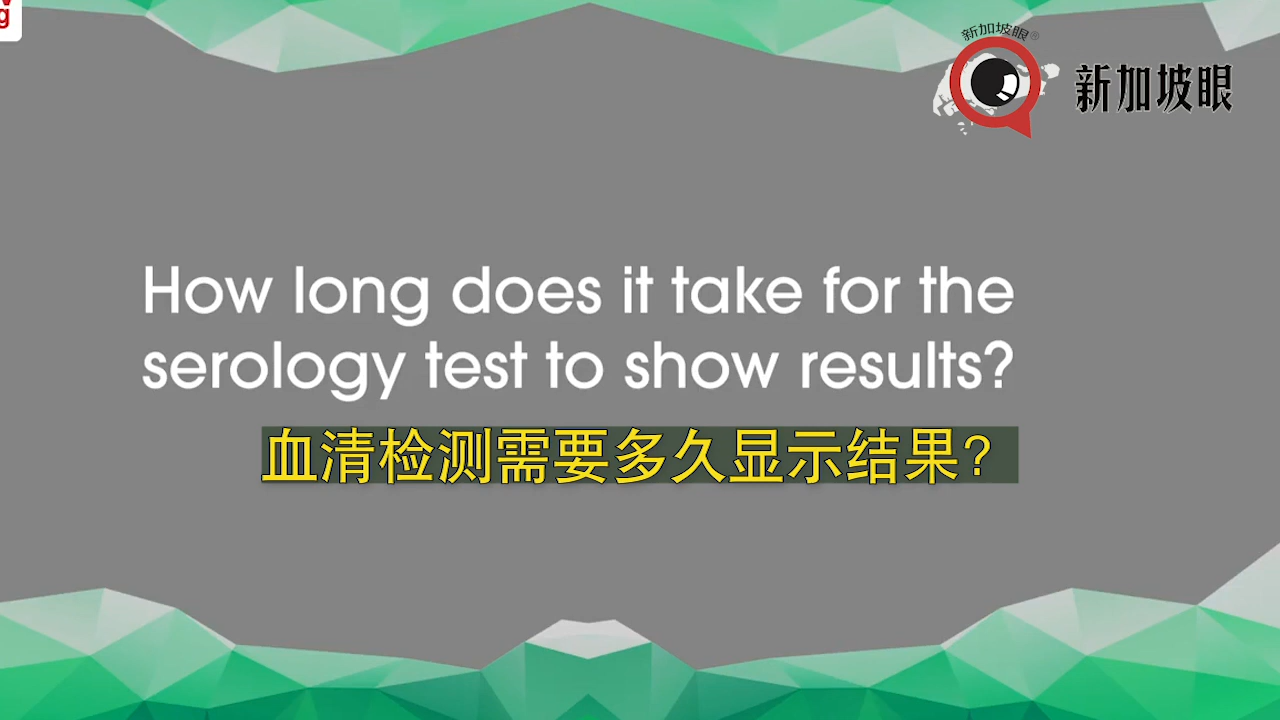 g
新加坡眼®
新加坡眼
How long does it take for the
serology test to show results?
血清检测需要多久显示结果?